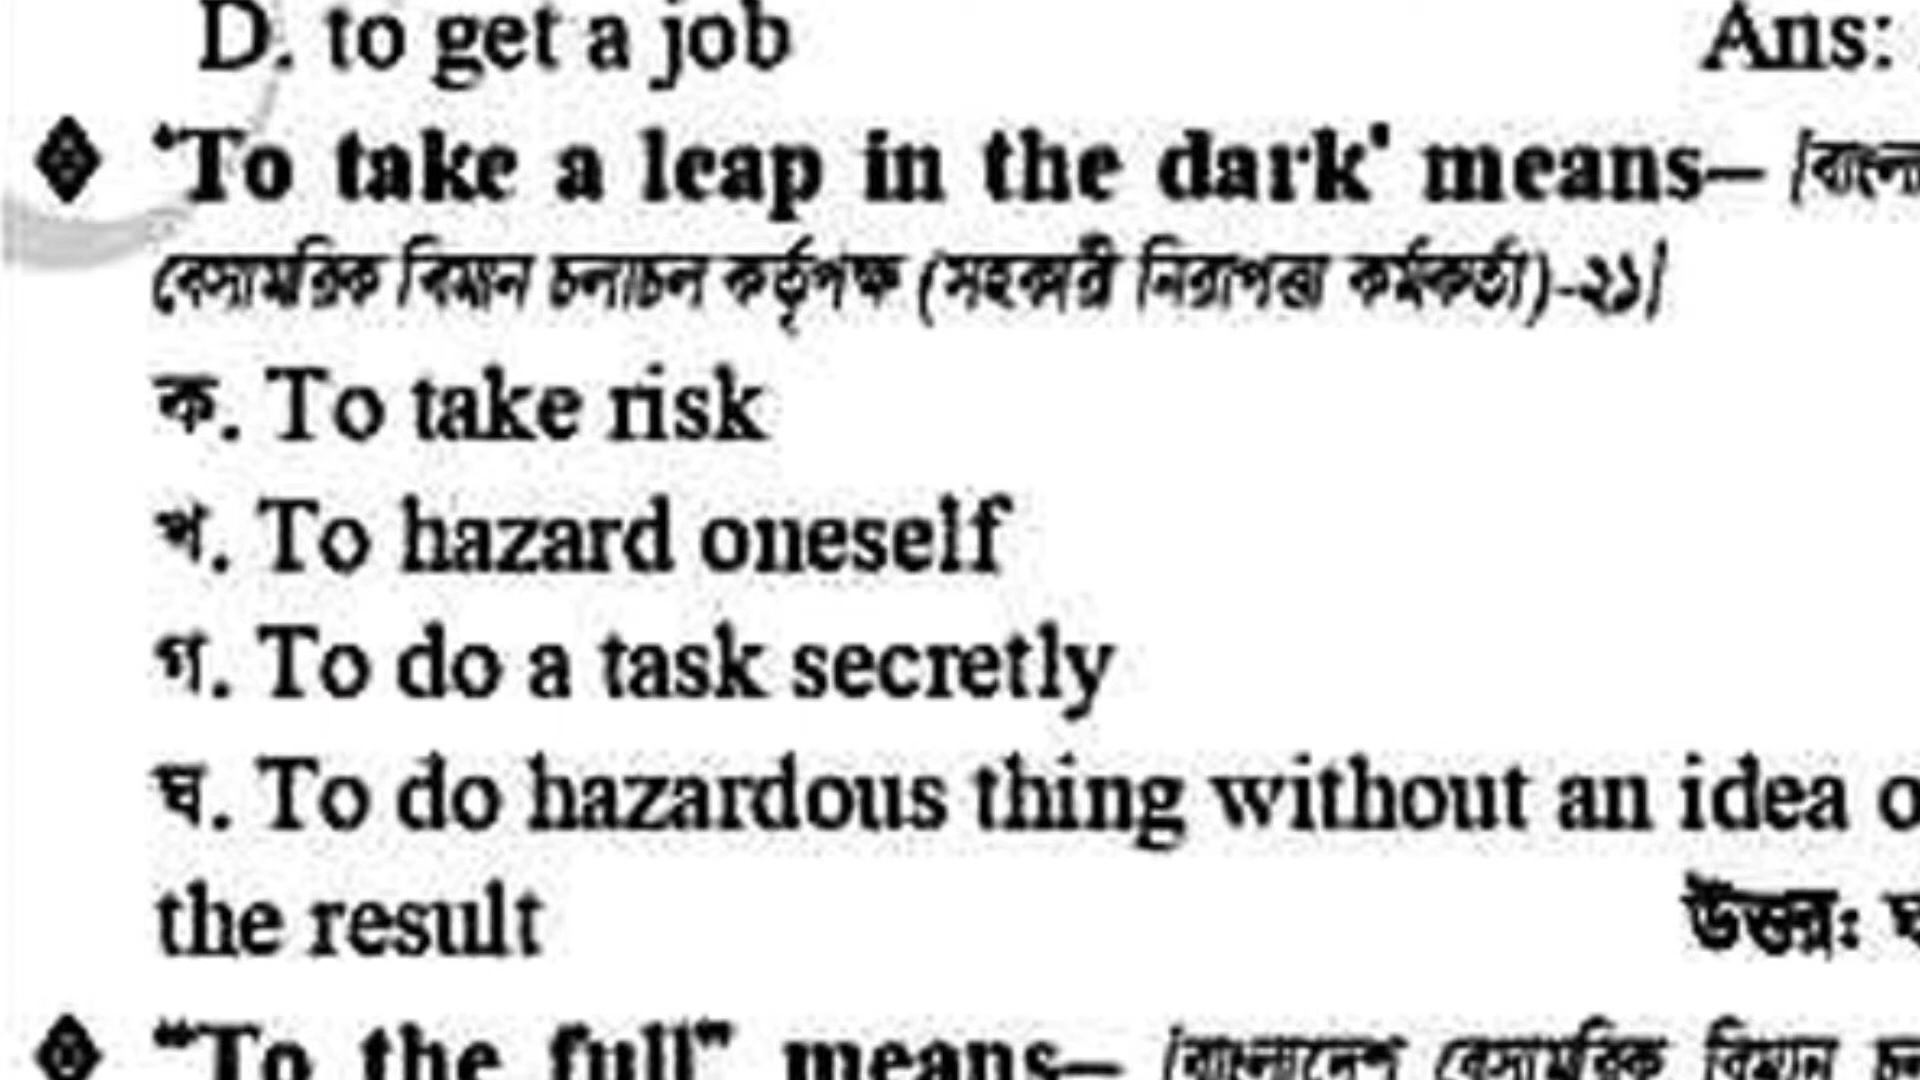 D. to get a job Ans:
❖ 'To take a leap in the dark' means– [বাংলা
বেসামরিক বিমান চলাচল কর্তৃপক্ষ (সহকারী নিরাপত্তা কর্মকর্তা)-২১]
ক. To take risk
খ. To hazard oneself
গ. To do a task secretly
ঘ. To do hazardous thing without an idea o
the result উত্তর: ঘ
❖ "To the full" means– [বাংলাদেশ বেসামরিক বিমান চল